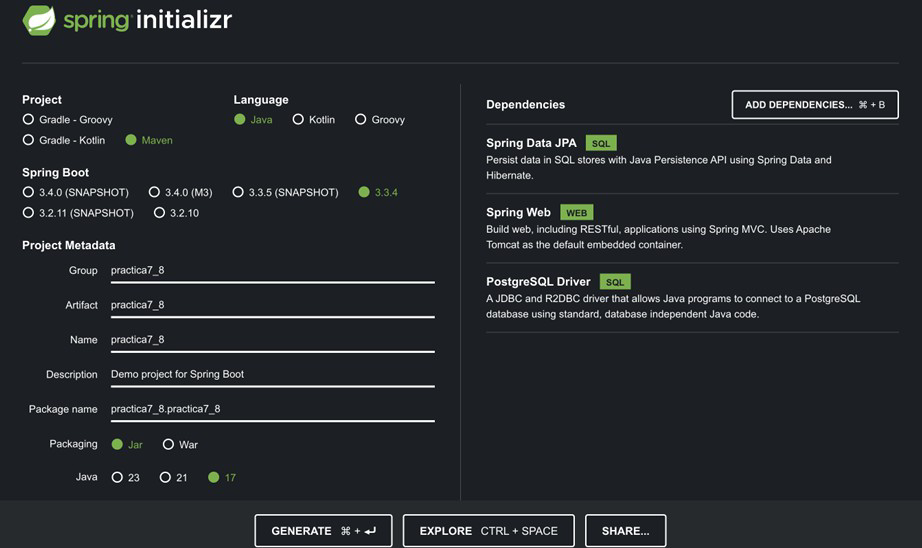 spring initializr
Project
Gradle - Groovy
Gradle - Kotlin Maven
Language
Java Kotlin Groovy
Spring Boot
3.4.0 (SNAPSHOT) 3.4.0 (M3) 3.3.5 (SNAPSHOT) 3.3.4
3.2.11 (SNAPSHOT) 3.2.10
Project Metadata
Group practica7_8
Artifact practica7_8
Name practica7_8
Description Demo project for Spring Boot
Package name practica7_8.practica7_8
Packaging Jar War
Java 23 21 17
Dependencies ADD DEPENDENCIES... ⌘ + B
Spring Data JPA SQL
Persist data in SQL stores with Java Persistence API using Spring Data and
Hibernate.
Spring Web WEB
Build web, including RESTful, applications using Spring MVC. Uses Apache
Tomcat as the default embedded container.
PostgreSQL Driver SQL
A JDBC and R2DBC driver that allows Java programs to connect to a PostgreSQL
database using standard, database independent Java code.
GENERATE ⌘ + ↵ EXPLORE CTRL + SPACE SHARE...